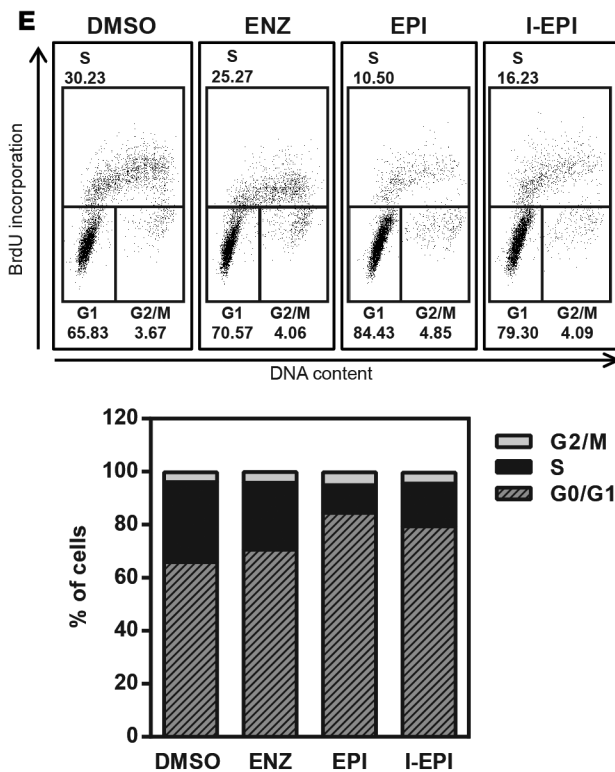 E
DMSO ENZ EPI I-EPI
S S S S
30.23 25.27 10.50 16.23
BrdU incorporation
G1 G2/M G1 G2/M G1 G2/M G1 G2/M
65.83 3.67 70.57 4.06 84.43 4.85 79.30 4.09
DNA content
120
100
80
60
40
20
0
% of cells
G2/M
S
G0/G1
DMSO ENZ EPI I-EPI